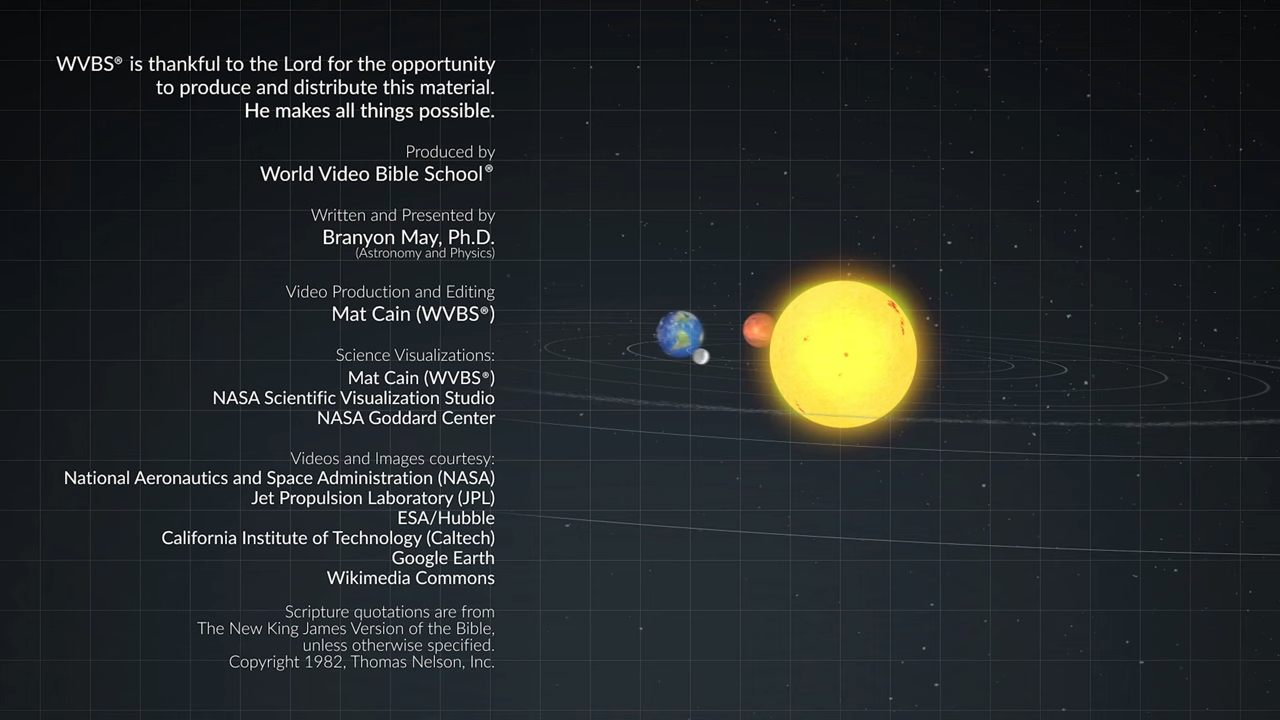 WVBS® is thankful to the Lord for the opportunity
to produce and distribute this material.
He makes all things possible.
Produced by
World Video Bible School®
Written and Presented by
Branyon May, Ph.D.
(Astronomy and Physics)
Video Production and Editing
Mat Cain (WVBS®)
Science Visualizations:
Mat Cain (WVBS®)
NASA Scientific Visualization Studio
NASA Goddard Center
Videos and Images courtesy:
National Aeronautics and Space Administration (NASA)
Jet Propulsion Laboratory (JPL)
ESA/Hubble
California Institute of Technology (Caltech)
Google Earth
Wikimedia Commons
Scripture quotations are from
The New King James Version of the Bible,
unless otherwise specified.
Copyright 1982, Thomas Nelson, Inc.